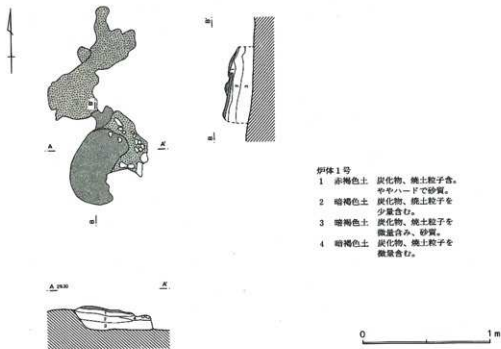 B'
B
A
A'
B
B'
炉体1号
1 赤褐色土 炭化物、焼土粒子含。
ややハードで砂質。
2 暗褐色土 炭化物、焼土粒子を
少量含む。
3 暗褐色土 炭化物、焼土粒子を
微量含み、砂質。
4 暗褐色土 炭化物、焼土粒子を
微量含む。
A
A'
0 1m